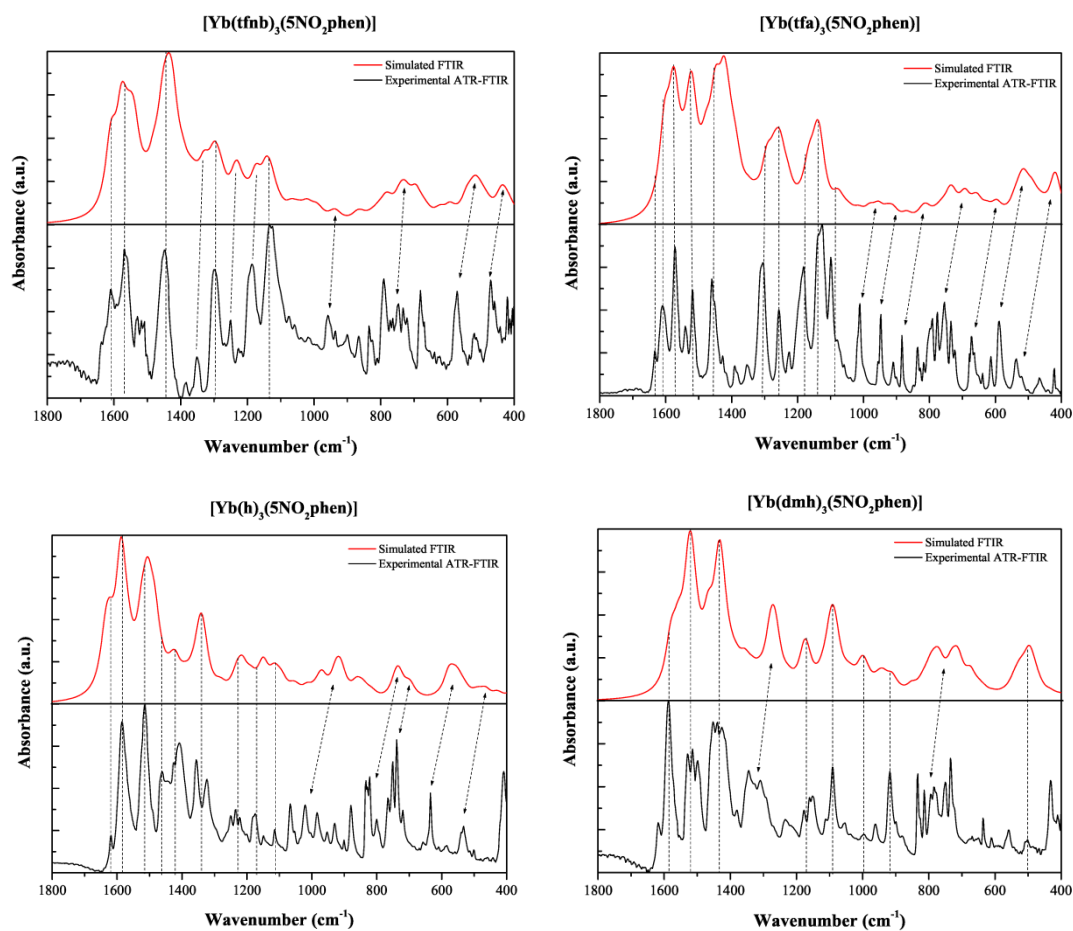 [Yb(tfnb)₃(5NO₂phen)]
Simulated FTIR
Experimental ATR-FTIR
Absorbance (a.u.)
1800 1600 1400 1200 1000 800 600 400
Wavenumber (cm⁻¹)
[Yb(tfa)₃(5NO₂phen)]
Simulated FTIR
Experimental ATR-FTIR
Absorbance (a.u.)
1800 1600 1400 1200 1000 800 600 400
Wavenumber (cm⁻¹)
[Yb(h)₃(5NO₂phen)]
Simulated FTIR
Experimental ATR-FTIR
Absorbance (a.u.)
1800 1600 1400 1200 1000 800 600 400
Wavenumber (cm⁻¹)
[Yb(dmh)₃(5NO₂phen)]
Simulated FTIR
Experimental ATR-FTIR
Absorbance (a.u.)
1800 1600 1400 1200 1000 800 600 400
Wavenumber (cm⁻¹)